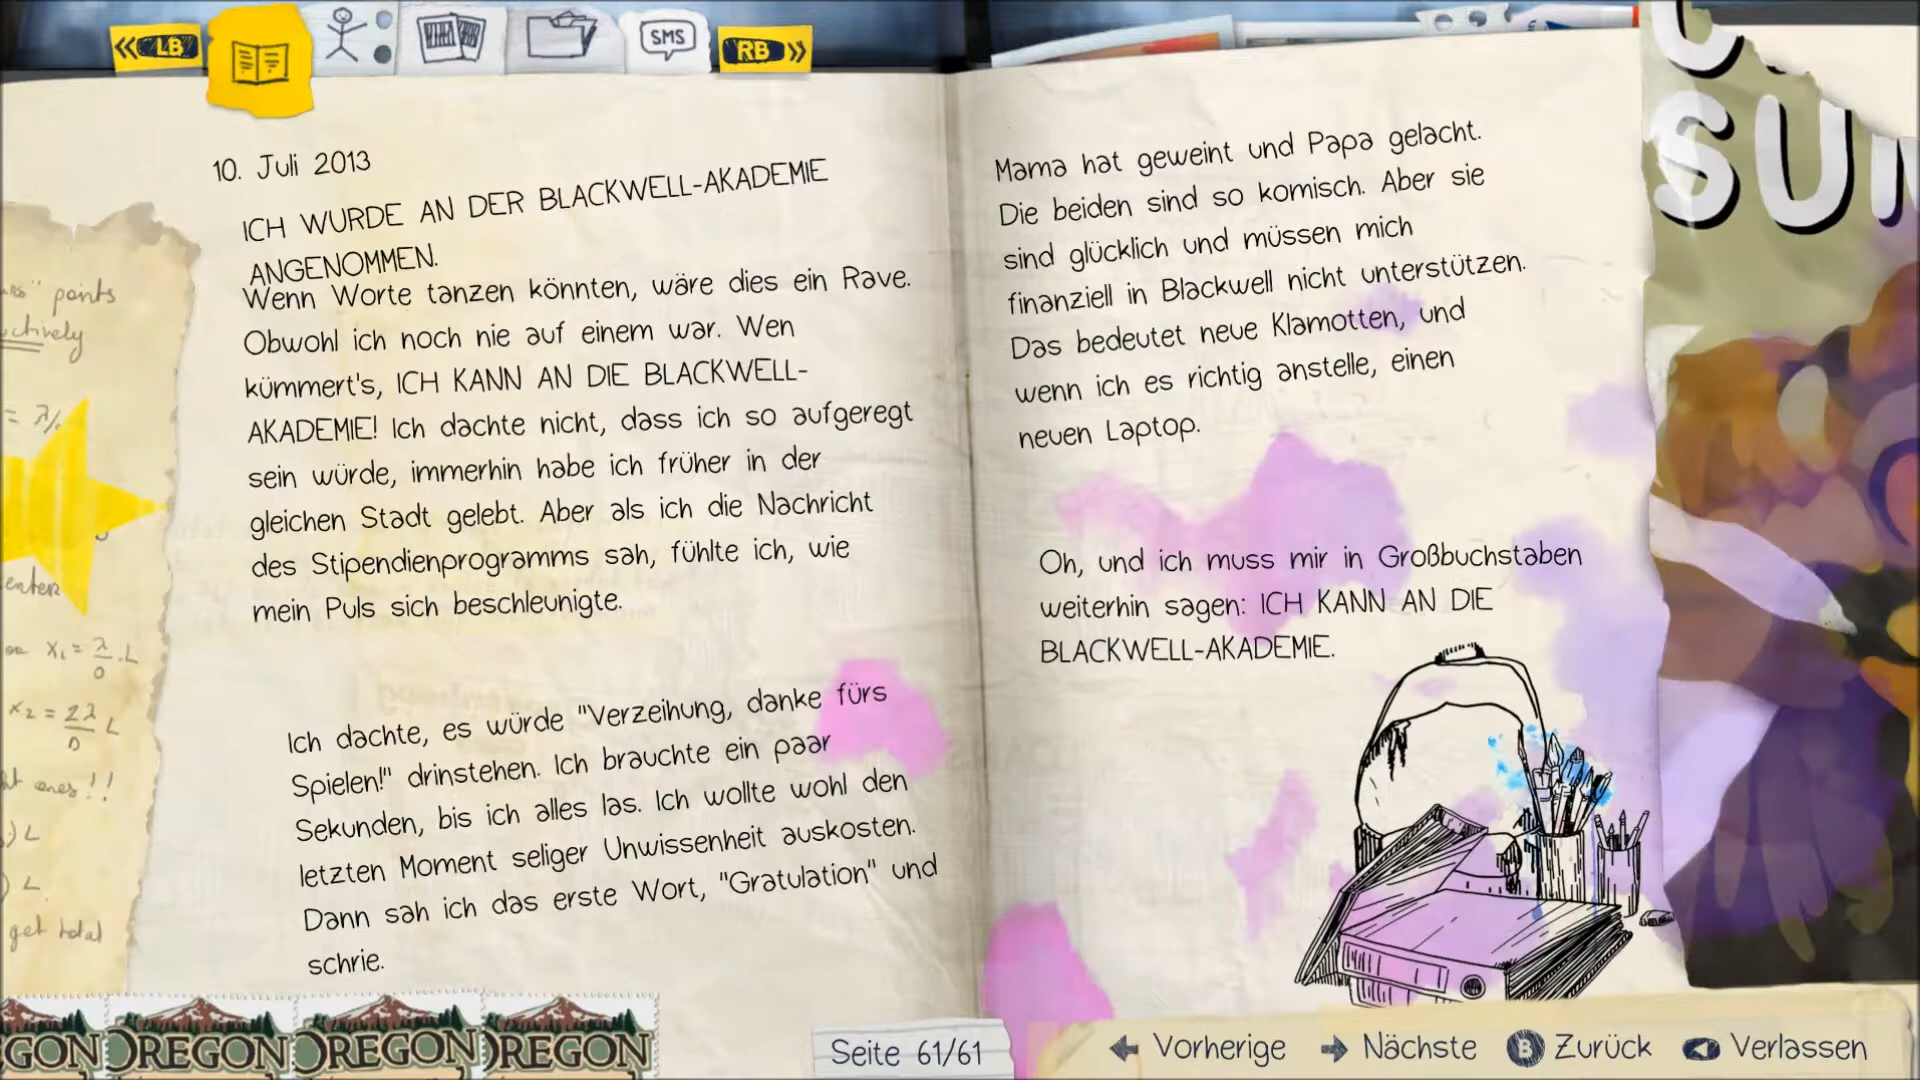 LB
SMS
RB
10. Juli 2013
ICH WURDE AN DER BLACKWELL-AKADEMIE
ANGENOMMEN.
Wenn Worte tanzen könnten, wäre dies ein Rave.
Obwohl ich noch nie auf einem war. Wen
kümmert's, ICH KANN AN DIE BLACKWELL-
AKADEMIE! Ich dachte nicht, dass ich so aufgeregt
sein würde, immerhin habe ich früher in der
gleichen Stadt gelebt. Aber als ich die Nachricht
des Stipendienprogramms sah, fühlte ich, wie
mein Puls sich beschleunigte.
Ich dachte, es würde "Verzeihung, danke fürs
Spielen!" drinstehen. Ich brauchte ein paar
Sekunden, bis ich alles las. Ich wollte wohl den
letzten Moment seliger Unwissenheit auskosten.
Dann sah ich das erste Wort, "Gratulation" und
schrie.
Mama hat geweint und Papa gelacht.
Die beiden sind so komisch. Aber sie
sind glücklich und müssen mich
finanziell in Blackwell nicht unterstützen.
Das bedeutet neue Klamotten, und
wenn ich es richtig anstelle, einen
neuen Laptop.
Oh, und ich muss mir in Großbuchstaben
weiterhin sagen: ICH KANN AN DIE
BLACKWELL-AKADEMIE.
points
= λ/
x₁ = λ/D . L
x₂ = 2λ/D L
ones!!
L
L
get total
SUN
GON OREGON OREGON OREGON
Seite 61/61
Vorherige
Nächste
B Zurück
Verlassen